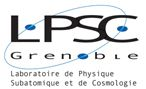 LPSC
Grenoble
Laboratoire de Physique
Subatomique et de Cosmologie